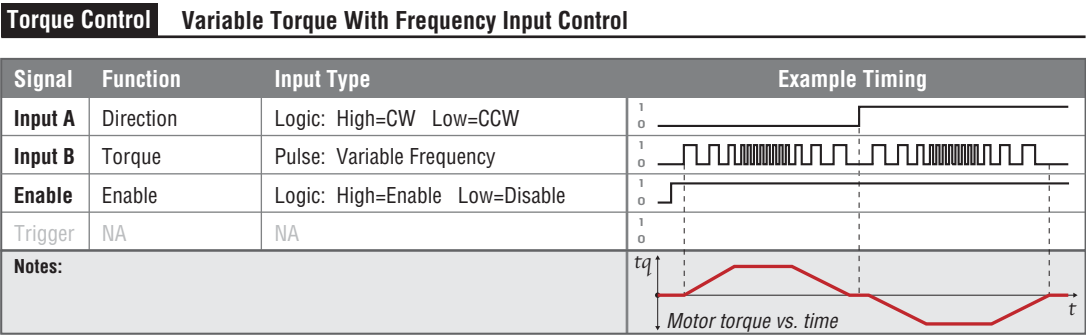 Torque Control Variable Torque With Frequency Input Control
Signal Function Input Type Example Timing
Input A Direction Logic: High=CW Low=CCW 1 0
Input B Torque Pulse: Variable Frequency 1 0
Enable Enable Logic: High=Enable Low=Disable 1 0
Trigger NA NA 1 0
Notes:
tq
t
Motor torque vs. time